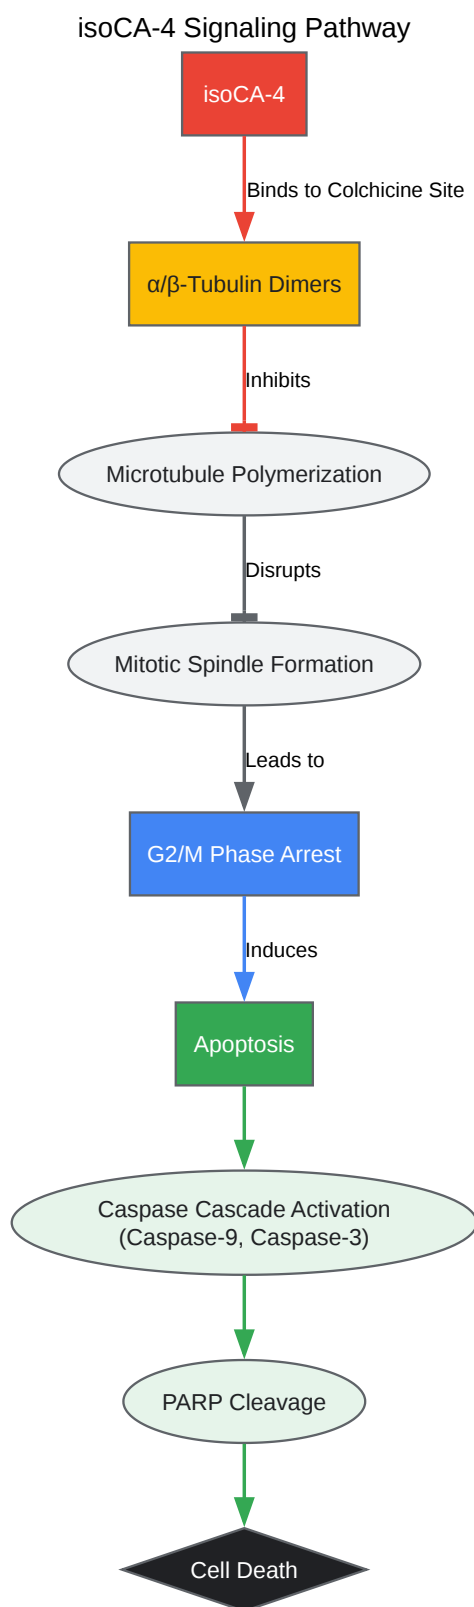 isoCA-4 Signaling Pathway
isoCA-4
Binds to Colchicine Site
α/β-Tubulin Dimers
Inhibits
Microtubule Polymerization
Disrupts
Mitotic Spindle Formation
Leads to
G2/M Phase Arrest
Induces
Apoptosis
Caspase Cascade Activation
(Caspase-9, Caspase-3)
PARP Cleavage
Cell Death